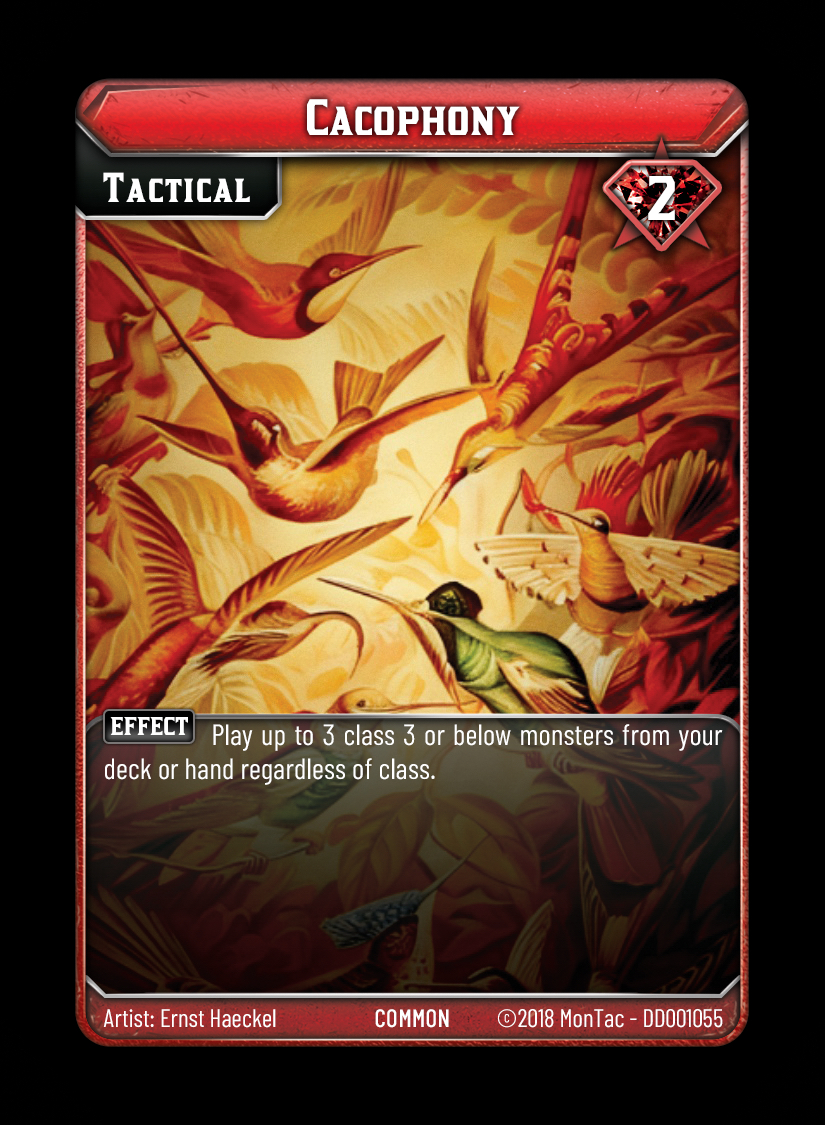 Cacophony
Tactical
2
EFFECT Play up to 3 class 3 or below monsters from your
deck or hand regardless of class.
Artist: Ernst Haeckel COMMON ©2018 MonTac - DD001055